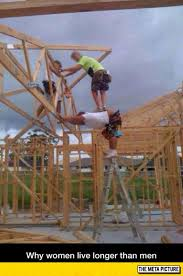 Why women live longer than men
THE META PICTURE